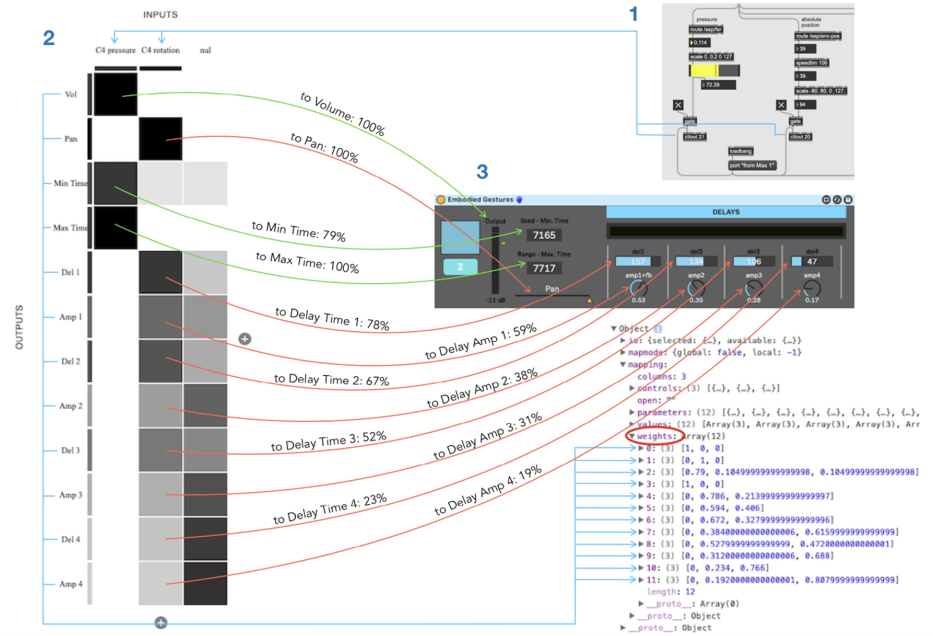 INPUTS
2
C4 pressure C4 rotation nul
OUTPUTS
Vol
Pan
Min Time
Max Time
Del 1
Amp 1
Del 2
Amp 2
Del 3
Amp 3
Del 4
Amp 4
to Volume: 100%
to Pan: 100%
to Min Time: 79%
to Max Time: 100%
to Delay Time 1: 78%
to Delay Amp 1: 59%
to Delay Time 2: 67%
to Delay Amp 2: 38%
to Delay Time 3: 52%
to Delay Amp 3: 31%
to Delay Time 4: 23%
to Delay Amp 4: 19%
1
pressure
route /esp/fsr
0.114
scale 0. 0.2 0 127
72.39
gate
ctlout 21
absolute
position
route /esp/enc-pos
39
speedlim 100
39.
scale -80. 80. 0. 127.
94
gate
ctlout 20
loadbang
port "from Max 1"
3
Embodied Gestures
2
Output
-11 dB
Seed - Min. Time
7165
Range - Max. Time
7717
Pan
DELAYS
del1 del2 del3 del4
157 134 106 47
amp1+fb amp2 amp3 amp4
0.53 0.35 0.28 0.17
▼ Object
▶ io: {selected: {…}, available: {…}}
▶ mapmode: {global: false, local: -1}
▼ mapping:
columns: 3
▶ controls: (3) [{…}, {…}, {…}]
open: ""
▶ parameters: (12) [{…}, {…}, {…}, {…}, {…}, {…},
▶ values: (12) [Array(3), Array(3), Array(3), Arr
▼ weights: Array(12)
▶ 0: (3) [1, 0, 0]
▶ 1: (3) [0, 1, 0]
▶ 2: (3) [0.79, 0.10499999999999998, 0.10499999999999998]
▶ 3: (3) [1, 0, 0]
▶ 4: (3) [0, 0.786, 0.21399999999999997]
▶ 5: (3) [0, 0.594, 0.406]
▶ 6: (3) [0, 0.672, 0.32799999999999996]
▶ 7: (3) [0, 0.38400000000000006, 0.6159999999999999]
▶ 8: (3) [0, 0.5279999999999999, 0.4720000000000001]
▶ 9: (3) [0, 0.31200000000000006, 0.688]
▶ 10: (3) [0, 0.234, 0.766]
▶ 11: (3) [0, 0.1920000000000001, 0.8079999999999999]
length: 12
▶ __proto__: Array(0)
▶ __proto__: Object
▶ __proto__: Object